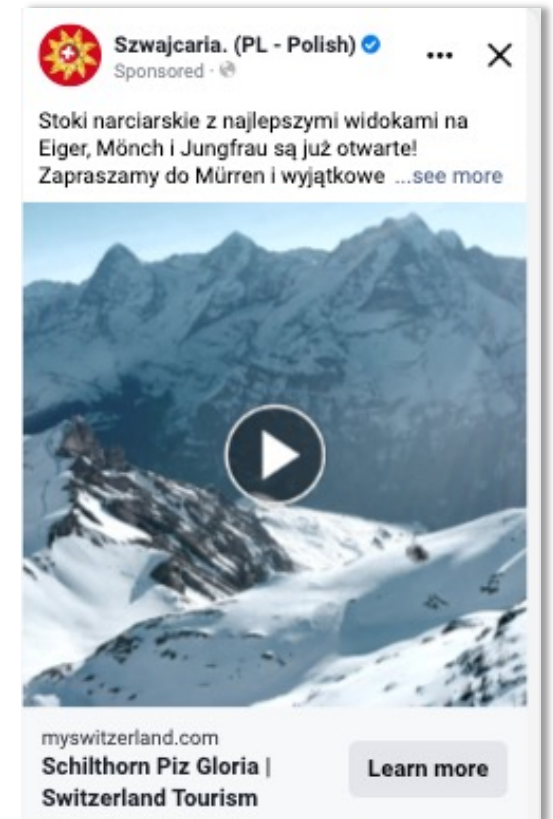 Szwajcaria. (PL - Polish)
Sponsored ·
Stoki narciarskie z najlepszymi widokami na
Eiger, Mönch i Jungfrau są już otwarte!
Zapraszamy do Mürren i wyjątkowe ...see more
myswitzerland.com
Schilthorn Piz Gloria |
Switzerland Tourism
Learn more